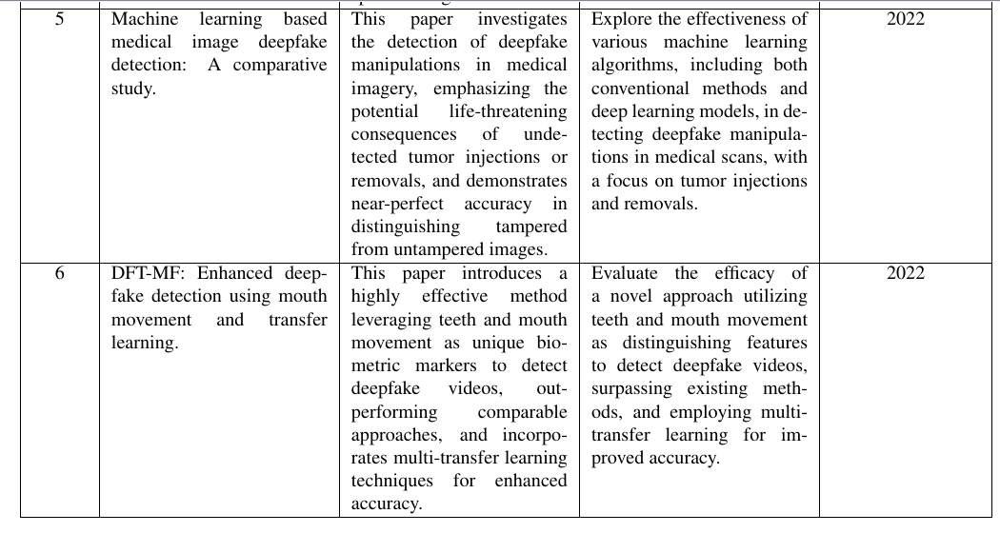 5
Machine learning based
medical image deepfake
detection: A comparative
study.
This paper investigates
the detection of deepfake
manipulations in medical
imagery, emphasizing the
potential life-threatening
consequences of unde-
tected tumor injections or
removals, and demonstrates
near-perfect accuracy in
distinguishing tampered
from untampered images.
Explore the effectiveness of
various machine learning
algorithms, including both
conventional methods and
deep learning models, in de-
tecting deepfake manipula-
tions in medical scans, with
a focus on tumor injections
and removals.
2022
6
DFT-MF: Enhanced deep-
fake detection using mouth
movement and transfer
learning.
This paper introduces a
highly effective method
leveraging teeth and mouth
movement as unique bio-
metric markers to detect
deepfake videos, out-
performing comparable
approaches, and incorpo-
rates multi-transfer learning
techniques for enhanced
accuracy.
Evaluate the efficacy of
a novel approach utilizing
teeth and mouth movement
as distinguishing features
to detect deepfake videos,
surpassing existing meth-
ods, and employing multi-
transfer learning for im-
proved accuracy.
2022